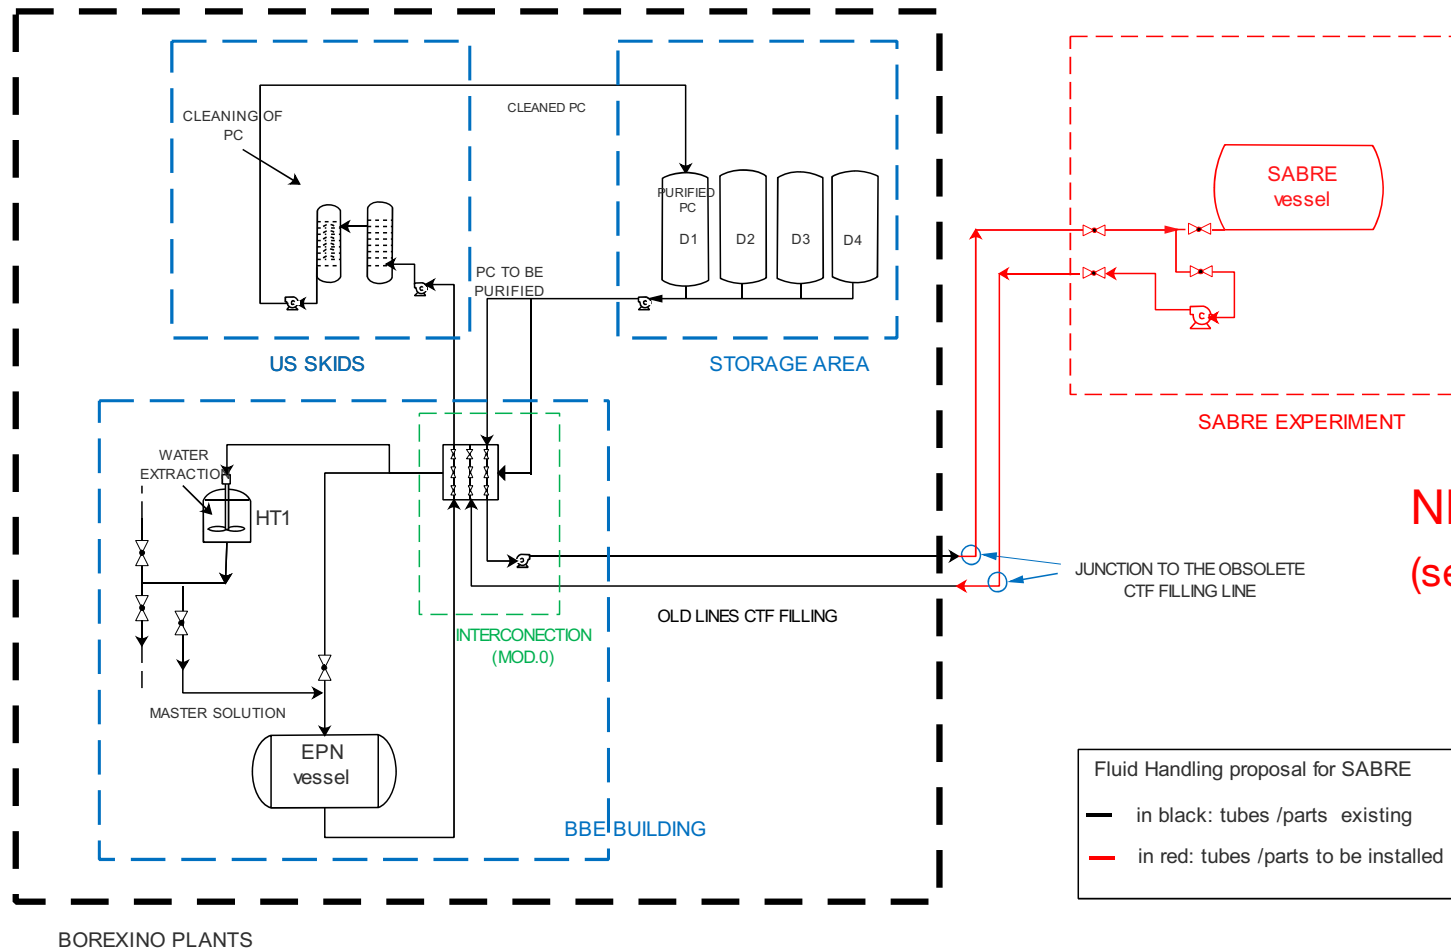 CLEANING OF
PC
CLEANED PC
PURIFIED
PC
D1
D2
D3
D4
PC TO BE
PURIFIED
US SKIDS
STORAGE AREA
SABRE
vessel
SABRE EXPERIMENT
WATER
EXTRACTION
HT1
INTERCONECTION
(MOD.0)
OLD LINES CTF FILLING
JUNCTION TO THE OBSOLETE
CTF FILLING LINE
MASTER SOLUTION
EPN
vessel
BBE BUILDING
Fluid Handling proposal for SABRE
in black: tubes /parts existing
in red: tubes /parts to be installed
BOREXINO PLANTS